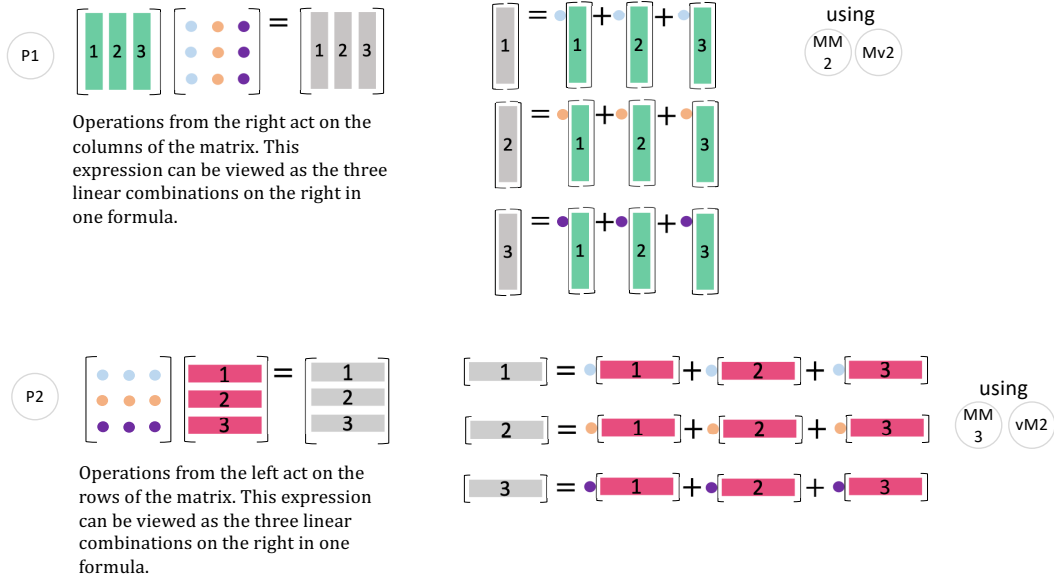 P1
1 2 3 = 1 2 3
1 = 1 + 2 + 3
using
MM 2 Mv2
Operations from the right act on the
columns of the matrix. This
expression can be viewed as the three
linear combinations on the right in
one formula.
2 = 1 + 2 + 3
3 = 1 + 2 + 3
P2
1
2
3
=
1
2
3
1 = 1 + 2 + 3
2 = 1 + 2 + 3
3 = 1 + 2 + 3
using
MM 3 vM2
Operations from the left act on the
rows of the matrix. This expression
can be viewed as the three linear
combinations on the right in one
formula.